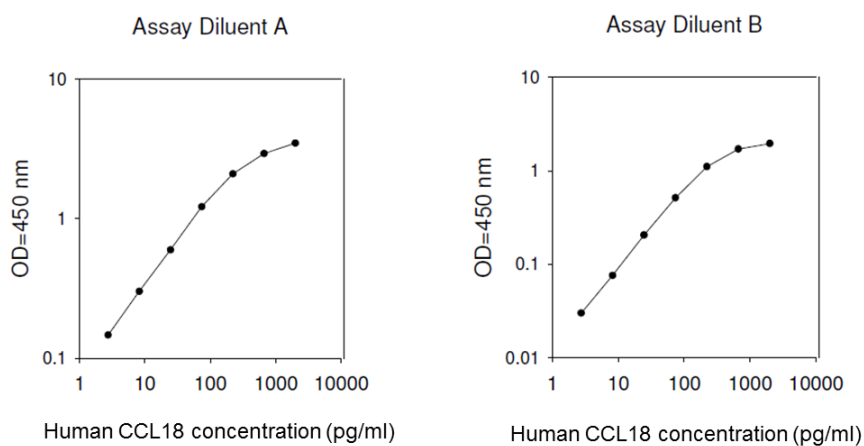 Assay Diluent A
10
1
0.1
OD=450 nm
1 10 100 1000 10000
Human CCL18 concentration (pg/ml)
Assay Diluent B
10
1
0.1
0.01
OD=450 nm
1 10 100 1000 10000
Human CCL18 concentration (pg/ml)